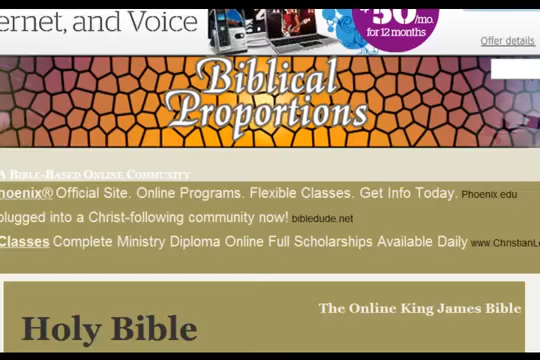 ernet, and Voice
+50/mo.
for 12 months
Offer details
Biblical
Proportions
A BIBLE-BASED ONLINE COMMUNITY
hoenix® Official Site. Online Programs. Flexible Classes. Get Info Today. Phoenix.edu
plugged into a Christ-following community now! bibledude.net
Classes Complete Ministry Diploma Online Full Scholarships Available Daily www.ChristianLe
The Online King James Bible
Holy Bible